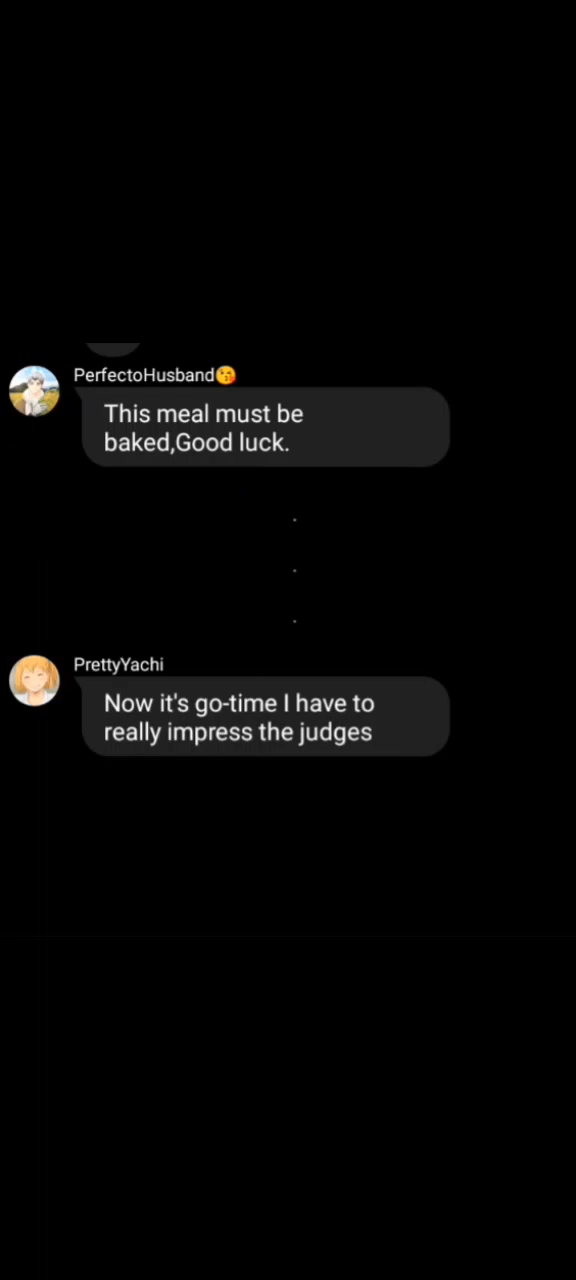 PerfectoHusband😘
This meal must be
baked,Good luck.
.
.
.
PrettyYachi
Now it's go-time I have to
really impress the judges